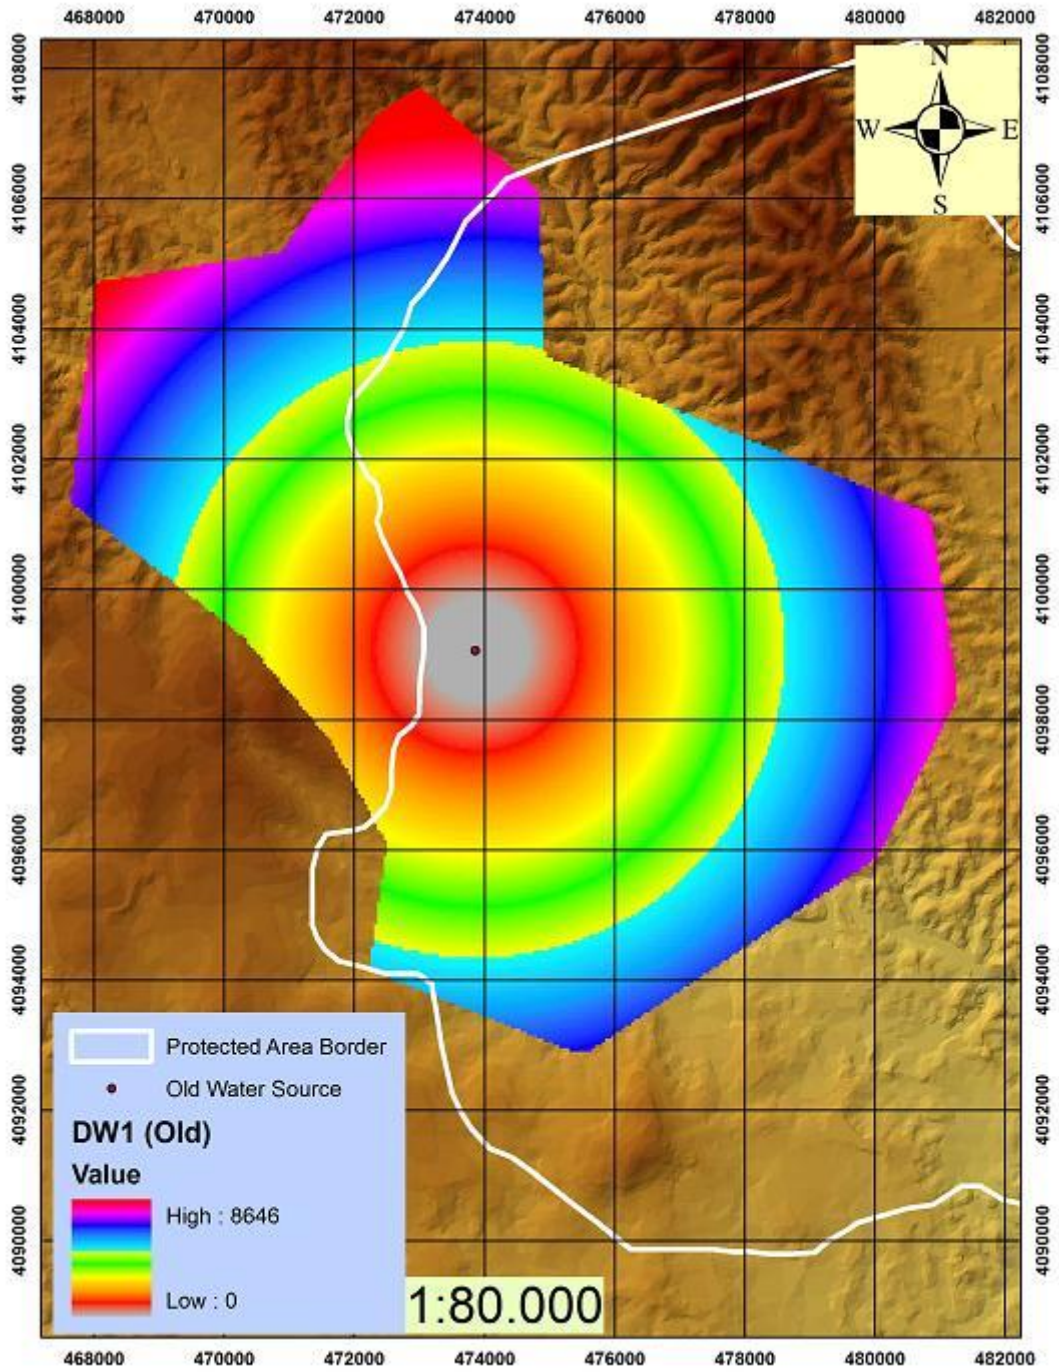 468000 470000 472000 474000 476000 478000 480000 482000
4108000 4108000
N
W E
S
4106000 4106000
4104000 4104000
4102000 4102000
4100000 4100000
4098000 4098000
4096000 4096000
4094000 4094000
4092000 4092000
4090000 4090000
Protected Area Border
Old Water Source
DW1 (Old)
Value
High : 8646
Low : 0
1:80.000
468000 470000 472000 474000 476000 478000 480000 482000